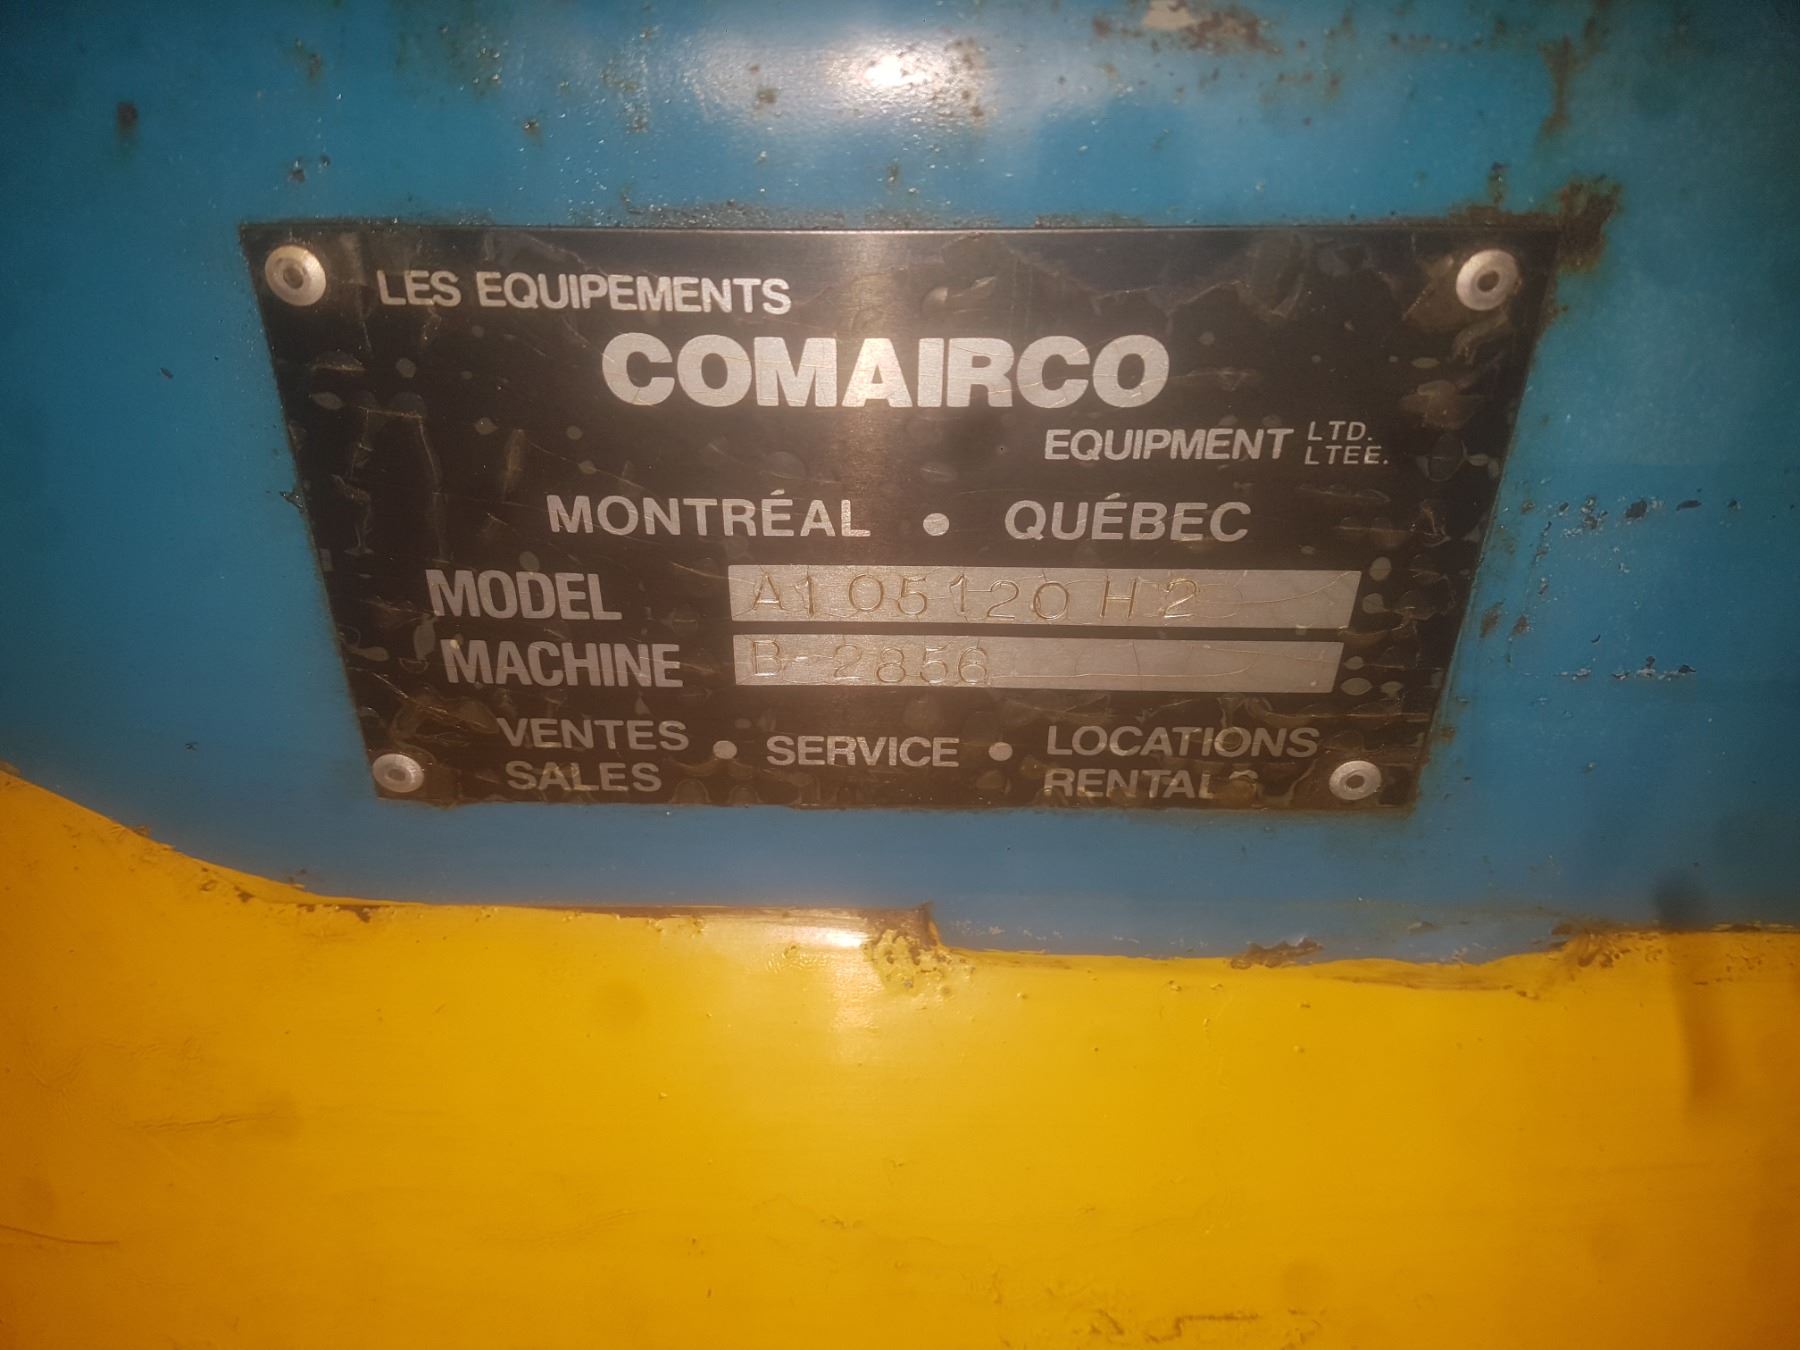 LES EQUIPEMENTS
COMAIRCO
EQUIPMENT LTD. LTEE.
MONTRÉAL • QUÉBEC
MODEL A105120H2
MACHINE B-2856
VENTES SALES • SERVICE • LOCATIONS RENTALS